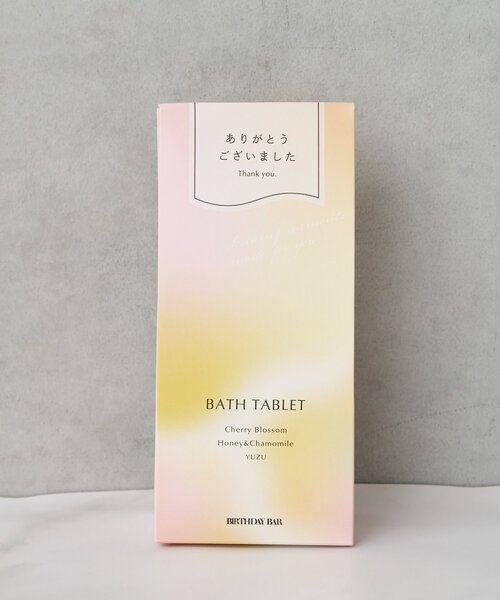 ありがとう
ございました
Thank you.
BATH TABLET
Cherry Blossom
Honey&Chamomile
YUZU
BIRTHDAY BAR